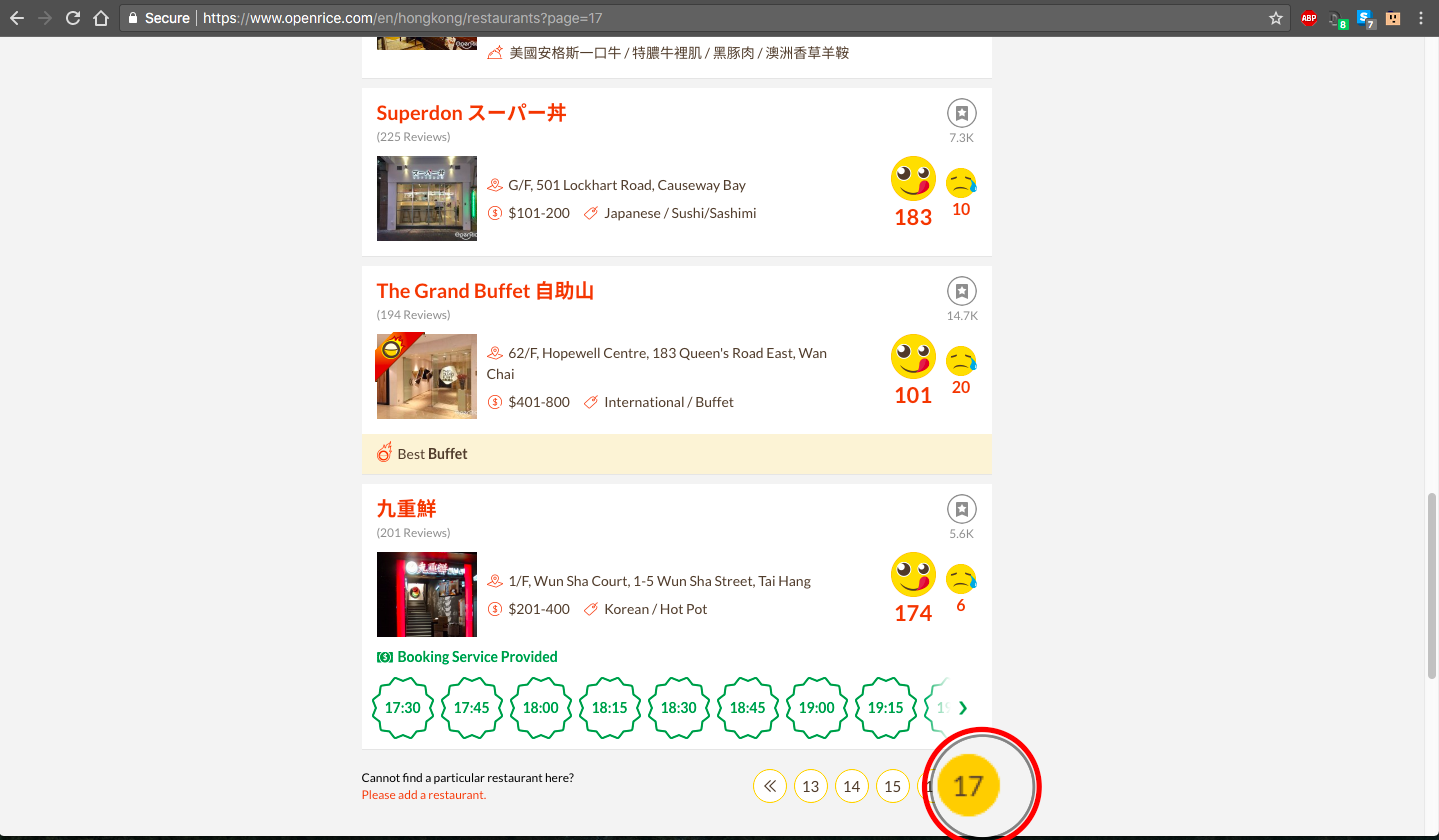 Secure
https://www.openrice.com/en/hongkong/restaurants?page=17
ABP
8
7
美國安格斯一口牛 / 特濃牛裡肌 / 黑豚肉 / 澳洲香草羊鞍
Superdon スーパー丼
(225 Reviews)
7.3K
G/F, 501 Lockhart Road, Causeway Bay
$101-200
Japanese / Sushi/Sashimi
183
10
The Grand Buffet 自助山
(194 Reviews)
14.7K
62/F, Hopewell Centre, 183 Queen's Road East, Wan
Chai
$401-800
International / Buffet
101
20
Best Buffet
九重鮮
(201 Reviews)
5.6K
1/F, Wun Sha Court, 1-5 Wun Sha Street, Tai Hang
$201-400
Korean / Hot Pot
174
6
Booking Service Provided
17:30 17:45 18:00 18:15 18:30 18:45 19:00 19:15
Cannot find a particular restaurant here?
Please add a restaurant.
13 14 15 17